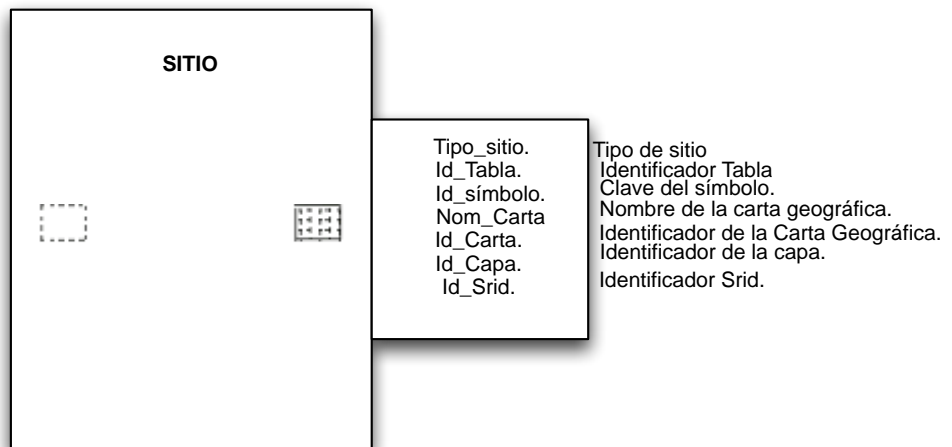 SITIO
Tipo_sitio.
Id_Tabla.
Id_símbolo.
Nom_Carta
Id_Carta.
Id_Capa.
Id_Srid.
Tipo de sitio
Identificador Tabla
Clave del símbolo.
Nombre de la carta geográfica.
Identificador de la Carta Geográfica.
Identificador de la capa.
Identificador Srid.